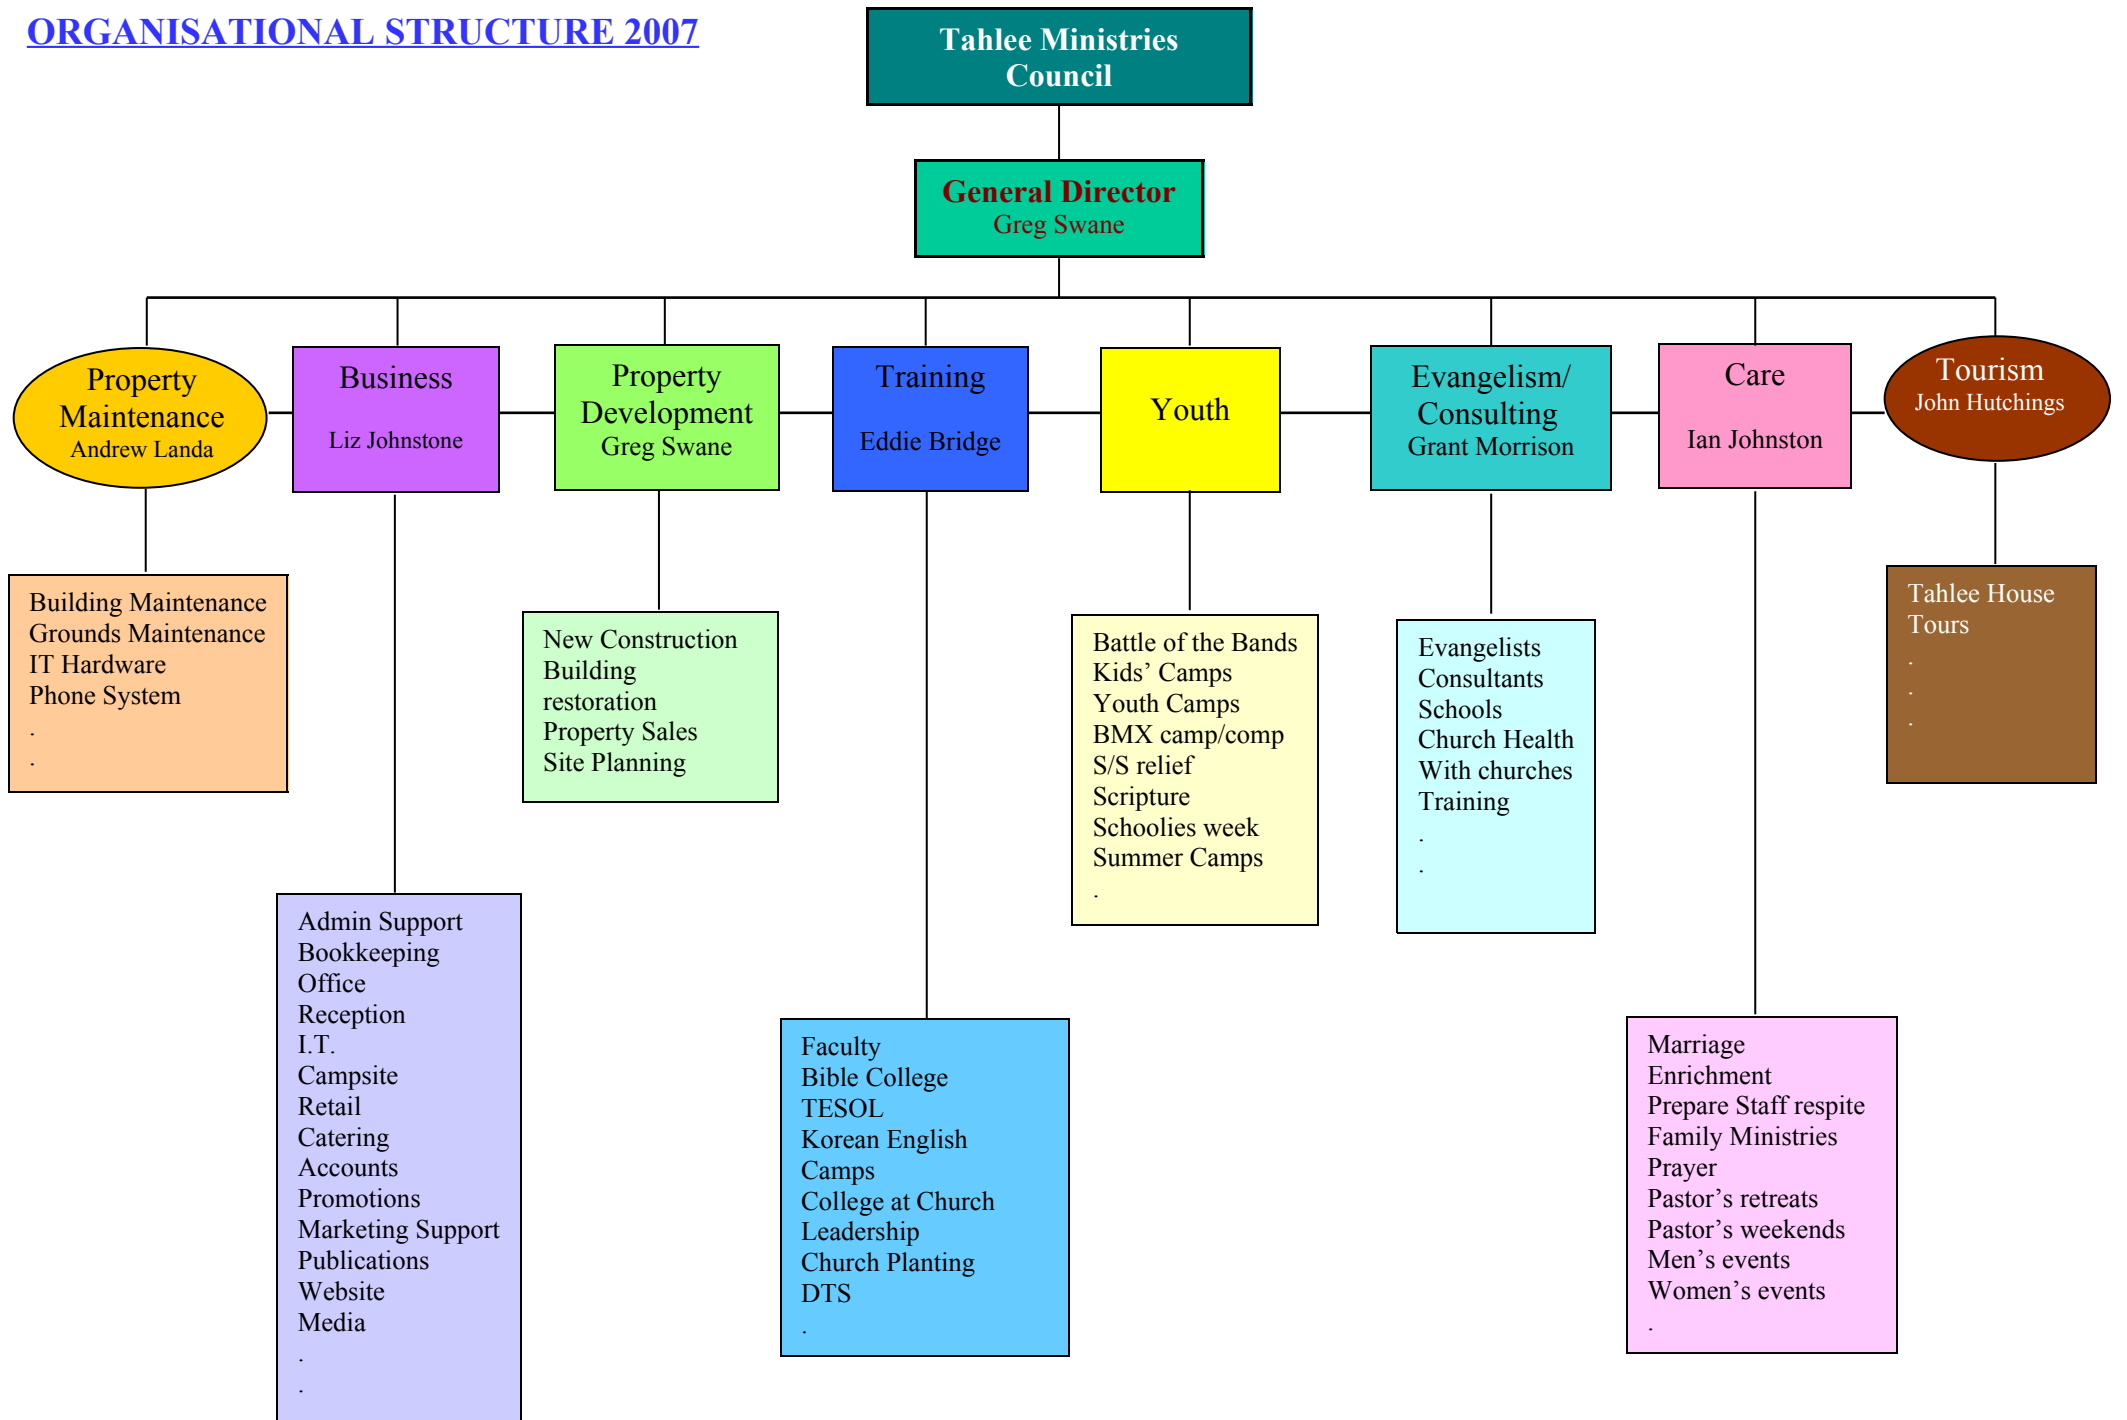 ORGANISATIONAL STRUCTURE 2007
Tahlee Ministries
Council
General Director
Greg Swane
Property
Maintenance
Andrew Landa
Business
Liz Johnstone
Property
Development
Greg Swane
Training
Eddie Bridge
Youth
Evangelism/
Consulting
Grant Morrison
Care
Ian Johnston
Tourism
John Hutchings
Building Maintenance
Grounds Maintenance
IT Hardware
Phone System
.
.
Admin Support
Bookkeeping
Office
Reception
I.T.
Campsite
Retail
Catering
Accounts
Promotions
Marketing Support
Publications
Website
Media
.
.
New Construction
Building
restoration
Property Sales
Site Planning
Faculty
Bible College
TESOL
Korean English
Camps
College at Church
Leadership
Church Planting
DTS
.
Battle of the Bands
Kids’ Camps
Youth Camps
BMX camp/comp
S/S relief
Scripture
Schoolies week
Summer Camps
.
Evangelists
Consultants
Schools
Church Health
With churches
Training
.
.
Marriage
Enrichment
Prepare Staff respite
Family Ministries
Prayer
Pastor’s retreats
Pastor’s weekends
Men’s events
Women’s events
.
Tahlee House
Tours
.
.
.